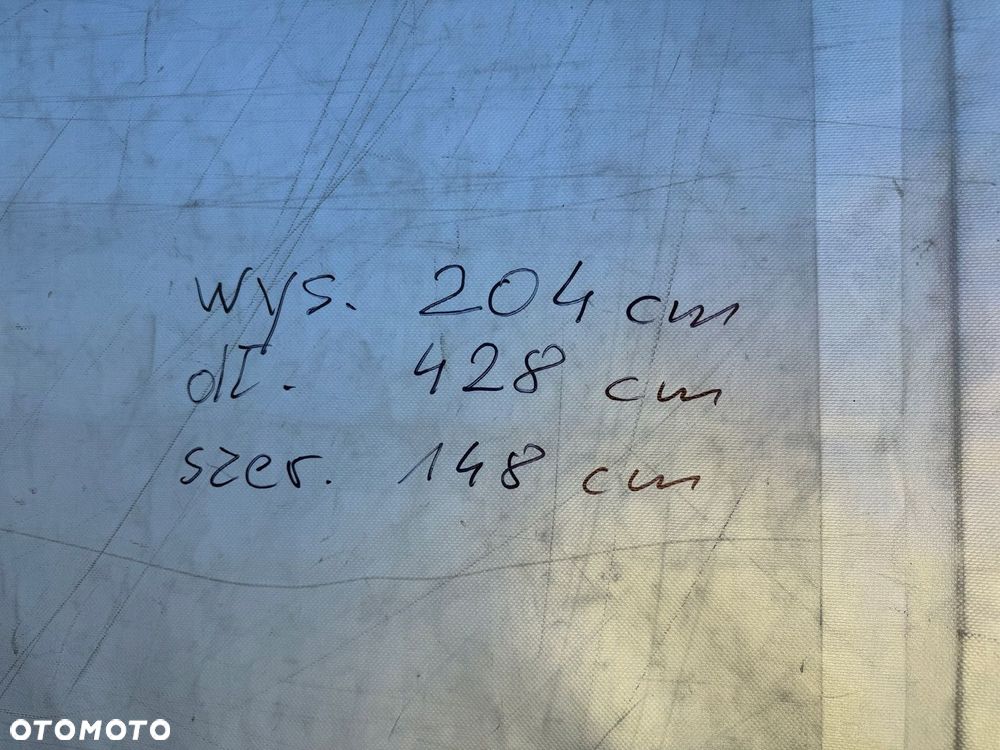 wys. 204 cm
dł. 428 cm
szer. 148 cm
OTOMOTO